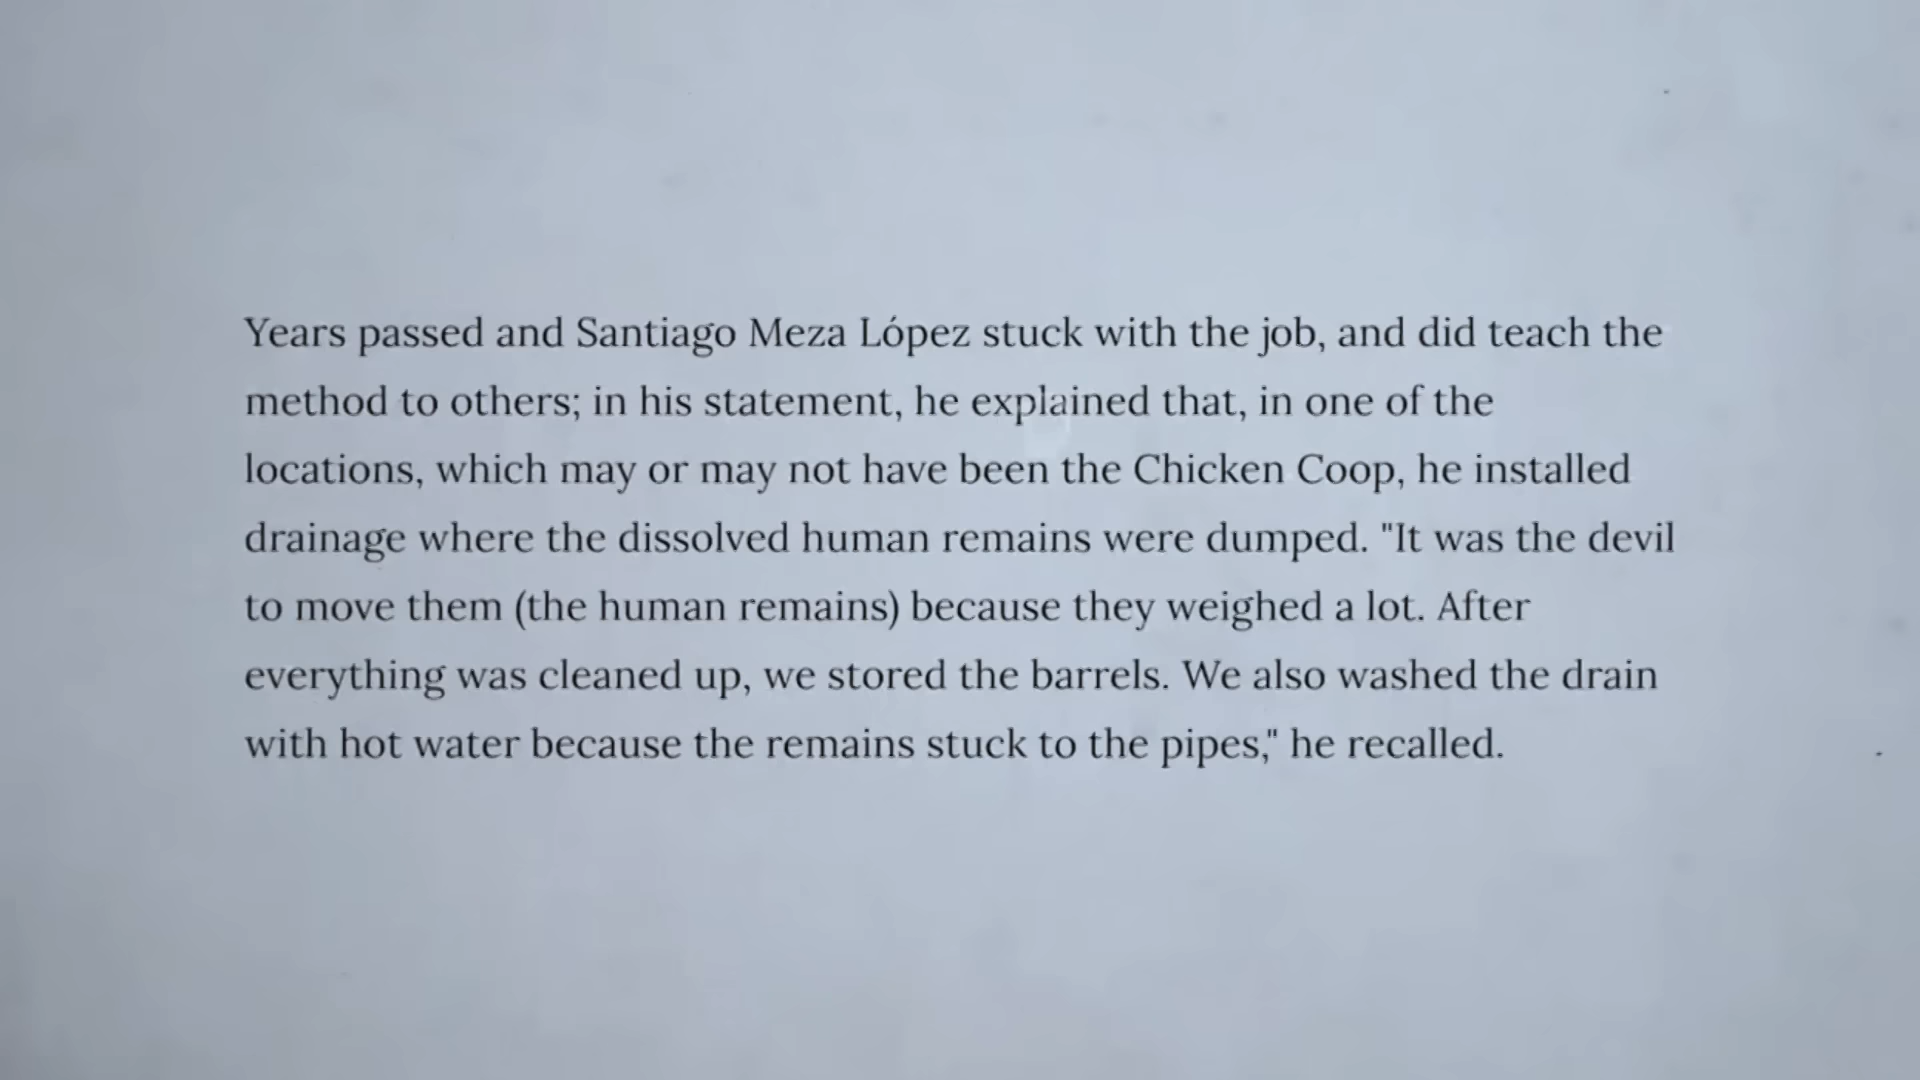 Years passed and Santiago Meza López stuck with the job, and did teach the
method to others; in his statement, he explained that, in one of the
locations, which may or may not have been the Chicken Coop, he installed
drainage where the dissolved human remains were dumped. "It was the devil
to move them (the human remains) because they weighed a lot. After
everything was cleaned up, we stored the barrels. We also washed the drain
with hot water because the remains stuck to the pipes," he recalled.